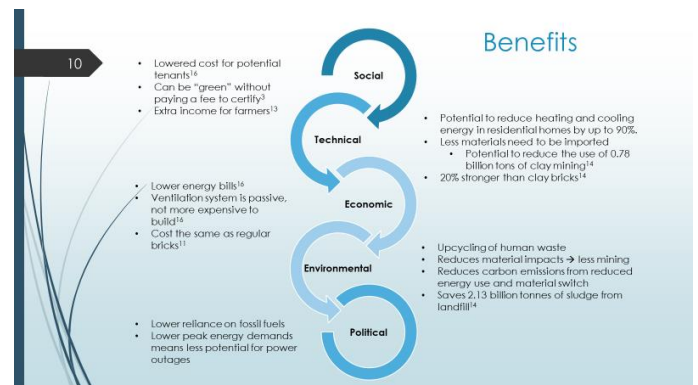 10
Benefits
Social
• Lowered cost for potential
tenants¹⁶
• Can be “green” without
paying a fee to certify³
• Extra income for farmers¹³
Technical
• Potential to reduce heating and cooling
energy in residential homes by up to 90%.
• Less materials need to be imported
• Potential to reduce the use of 0.78
billion tons of clay mining¹⁴
• 20% stronger than clay bricks¹⁴
Economic
• Lower energy bills¹⁶
• Ventilation system is passive,
not more expensive to
build¹⁶
• Cost the same as regular
bricks¹¹
Environmental
• Upcycling of human waste
• Reduces material impacts → less mining
• Reduces carbon emissions from reduced
energy use and material switch
• Saves 2.13 billion tonnes of sludge from
landfill¹⁴
Political
• Lower reliance on fossil fuels
• Lower peak energy demands
means less potential for power
outages